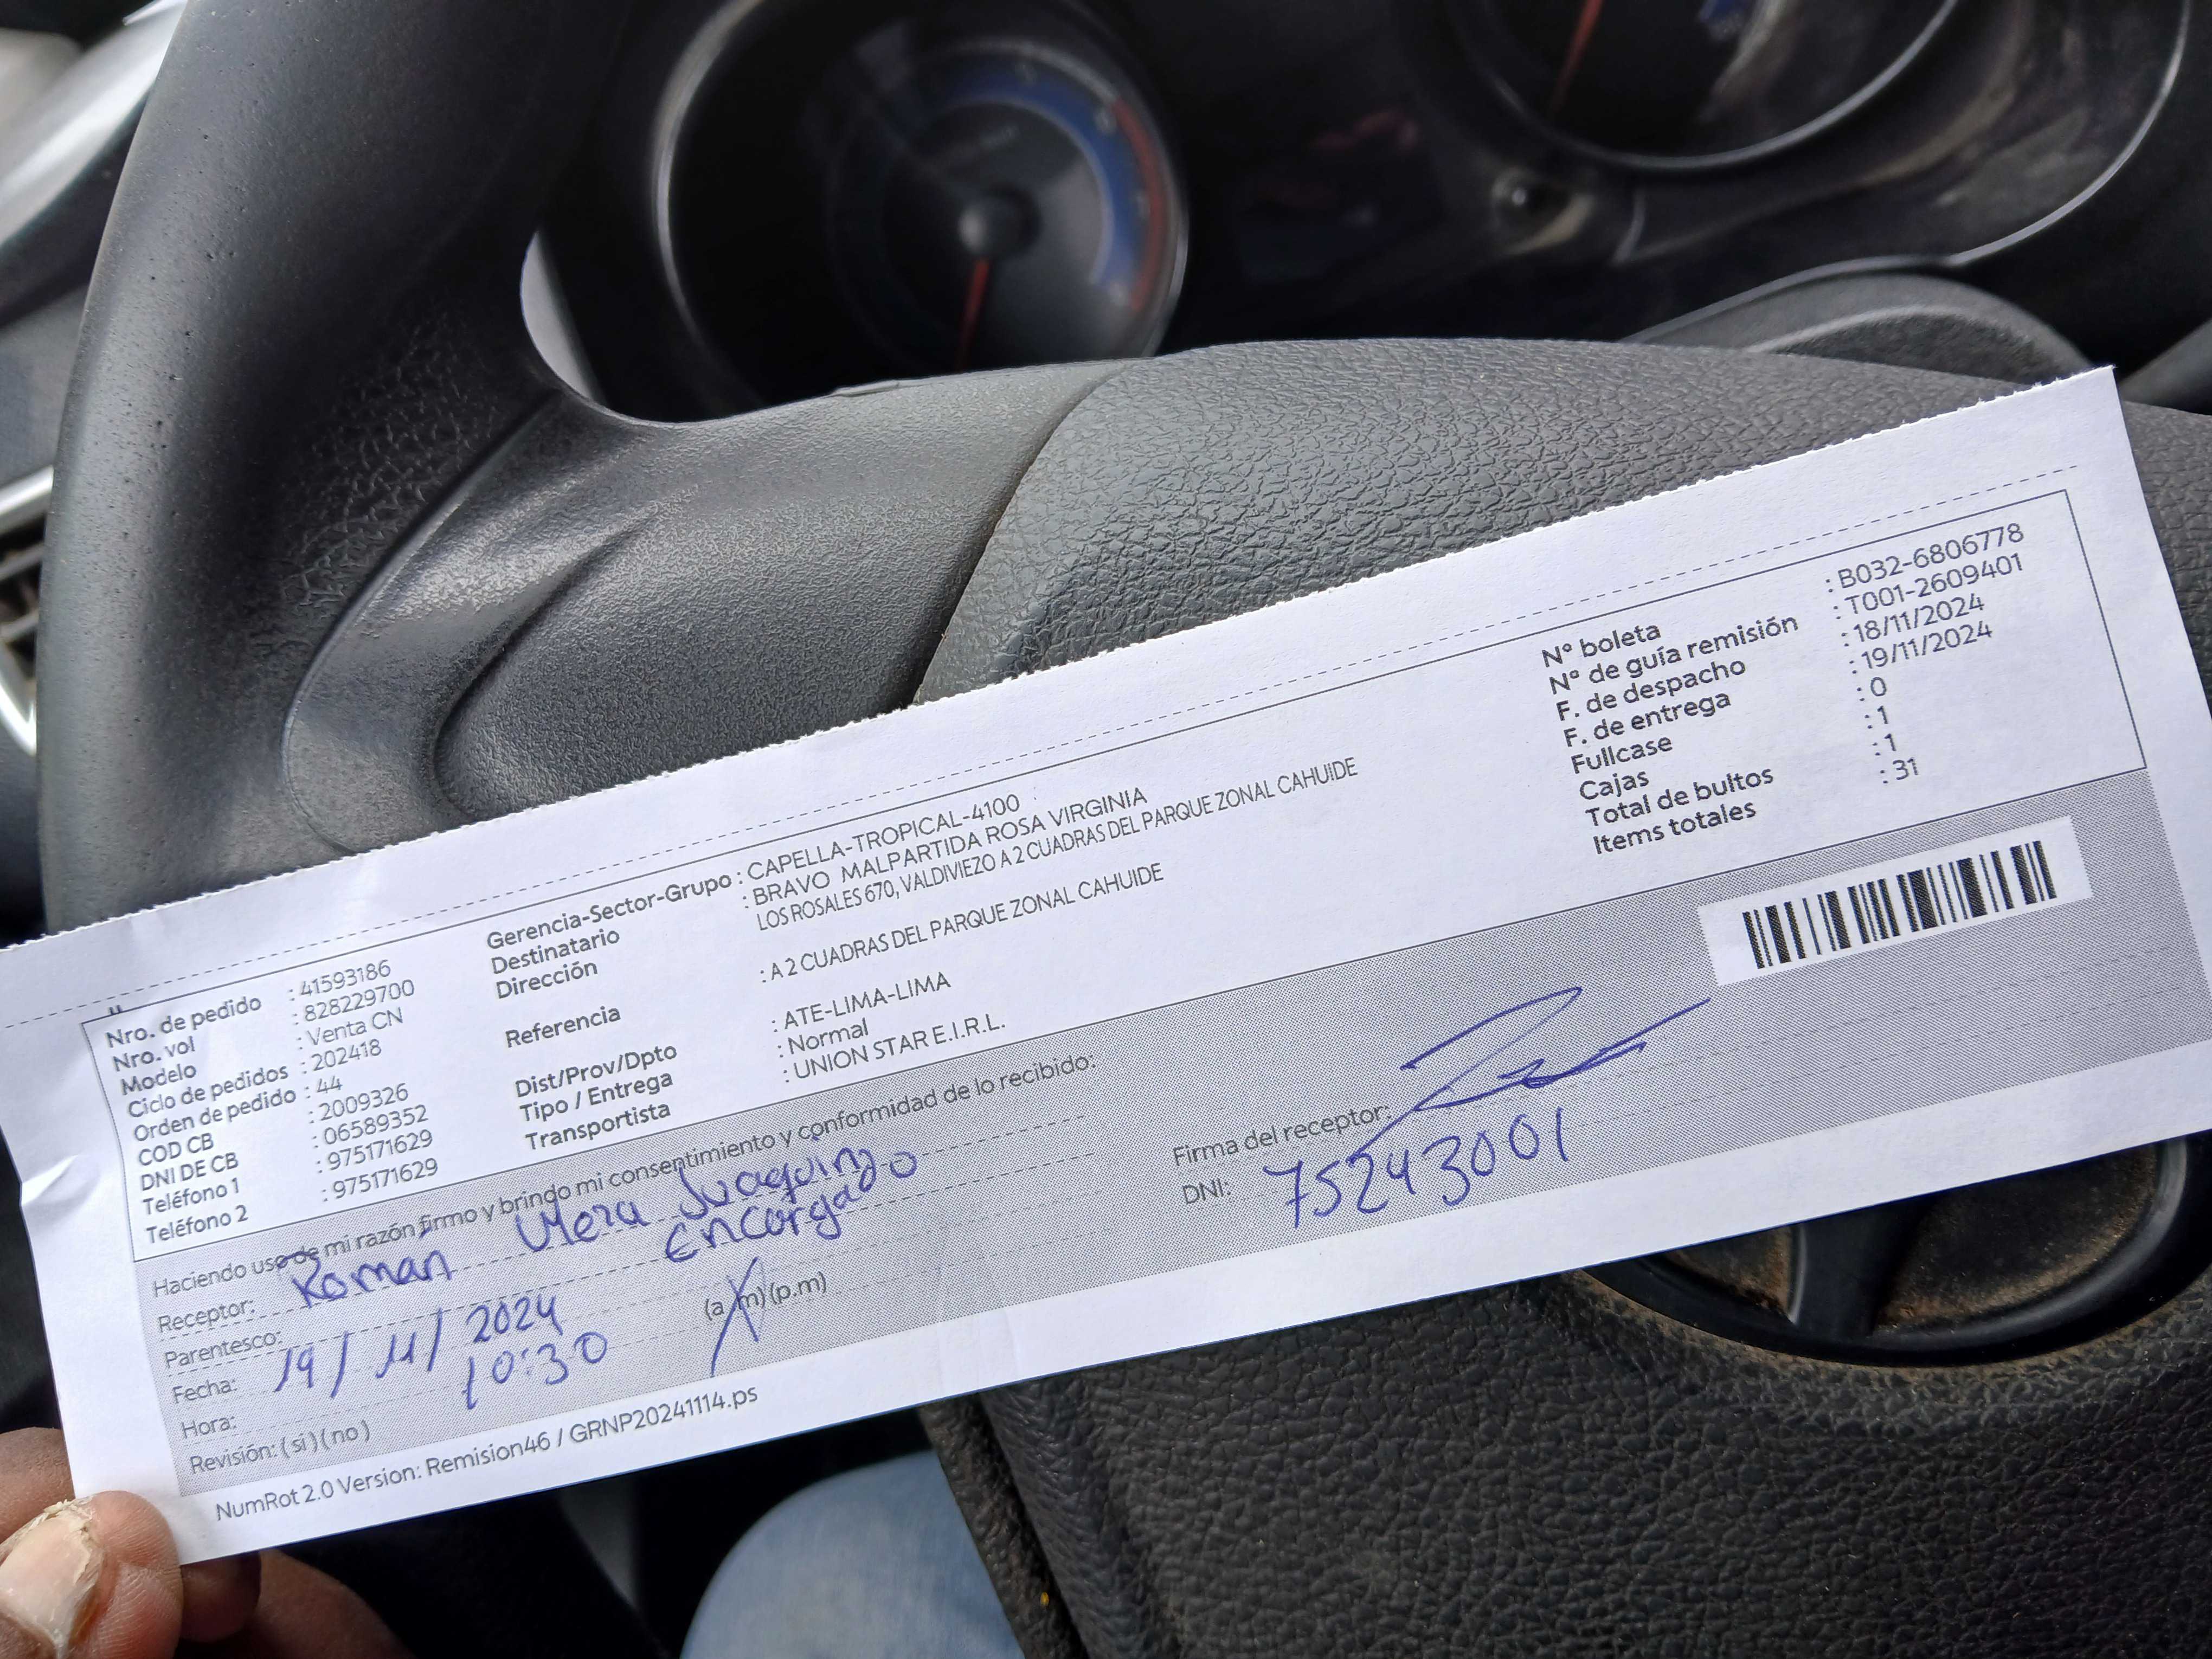 Nro. de pedido : 41593186
Nro. vol : 828229700
Modelo : Venta CN
Ciclo de pedidos : 202418
Orden de pedido : 44
COD CB : 2009326
DNI DE CB : 06589352
Teléfono 1 : 975171629
Teléfono 2 : 975171629
Gerencia-Sector-Grupo : CAPELLA-TROPICAL-4100
Destinatario : BRAVO MALPARTIDA ROSA VIRGINIA
Dirección LOS ROSALES 670, VALDIVIEZO A 2 CUADRAS DEL PARQUE ZONAL CAHUIDE
Referencia : A 2 CUADRAS DEL PARQUE ZONAL CAHUIDE
Dist/Prov/Dpto : ATE-LIMA-LIMA
Tipo / Entrega : Normal
Transportista : UNION STAR E.I.R.L.
N° boleta : B032-6806778
N° de guía remisión : T001-2609401
F. de despacho : 18/11/2024
F. de entrega : 19/11/2024
Fullcase : 0
Cajas : 1
Total de bultos : 1
Items totales : 31
Haciendo uso de mi razón firmo y brindo mi consentimiento y conformidad de lo recibido:
Receptor: Román Mera Juaquino
Parentesco: Encargado
Fecha: 19/11/2024
Hora: 10:30 (a.m) (p.m)
Revisión: ( si ) ( no )
Firma del receptor:
DNI: 75243001
NumRot 2.0 Version: Remision46 / GRNP20241114.ps